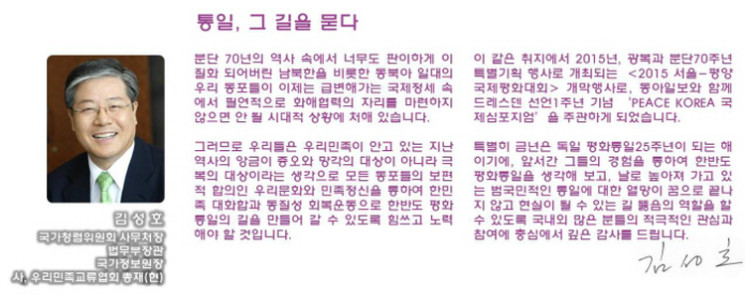 통일, 그 길을 묻다
분단 70년의 역사 속에서 너무도 판이하게 이
질화 되어버린 남북한을 비롯한 동북아 일대의
우리 동포들이 이제는 급변해가는 국제정세 속
에서 필연적으로 화해협력의 자리를 마련하지
않으면 안 될 시대적 상황에 처해 있습니다.
그러므로 우리들은 우리민족이 안고 있는 지난
역사의 앙금이 증오와 망각의 대상이 아니라 극
복의 대상이라는 생각으로 모든 동포들의 보편
적 합의인 우리문화와 민족정신을 통하여 한민
족 대화합과 동질성 회복운동으로 한반도 평화
통일의 길을 만들어 갈 수 있도록 힘쓰고 노력
해야 할 것입니다.
이 같은 취지에서 2015년, 광복과 분단70주년
특별기획 행사로 개최되는 <2015 서울-평양
국제평화대회> 개막행사로, 동아일보와 함께
드레스덴 선언1주년 기념 'PEACE KOREA 국
제심포지엄'을 주관하게 되었습니다.
특별히 금년은 독일 평화통일25주년이 되는 해
이기에, 앞서간 그들의 경험을 통하여 한반도
평화통일을 생각해 보고, 날로 높아져 가고 있
는 범국민적인 통일에 대한 열망이 꿈으로 끝나
지 않고 현실이 될 수 있는 길 뚫음의 역할을 할
수 있도록 국내외 많은 분들의 적극적인 관심과
참여에 충심에서 깊은 감사를 드립니다.
김성호
김성호
국가청렴위원회 사무처장
법무부장관
국가정보원장
사, 우리민족교류협회 총재(현)